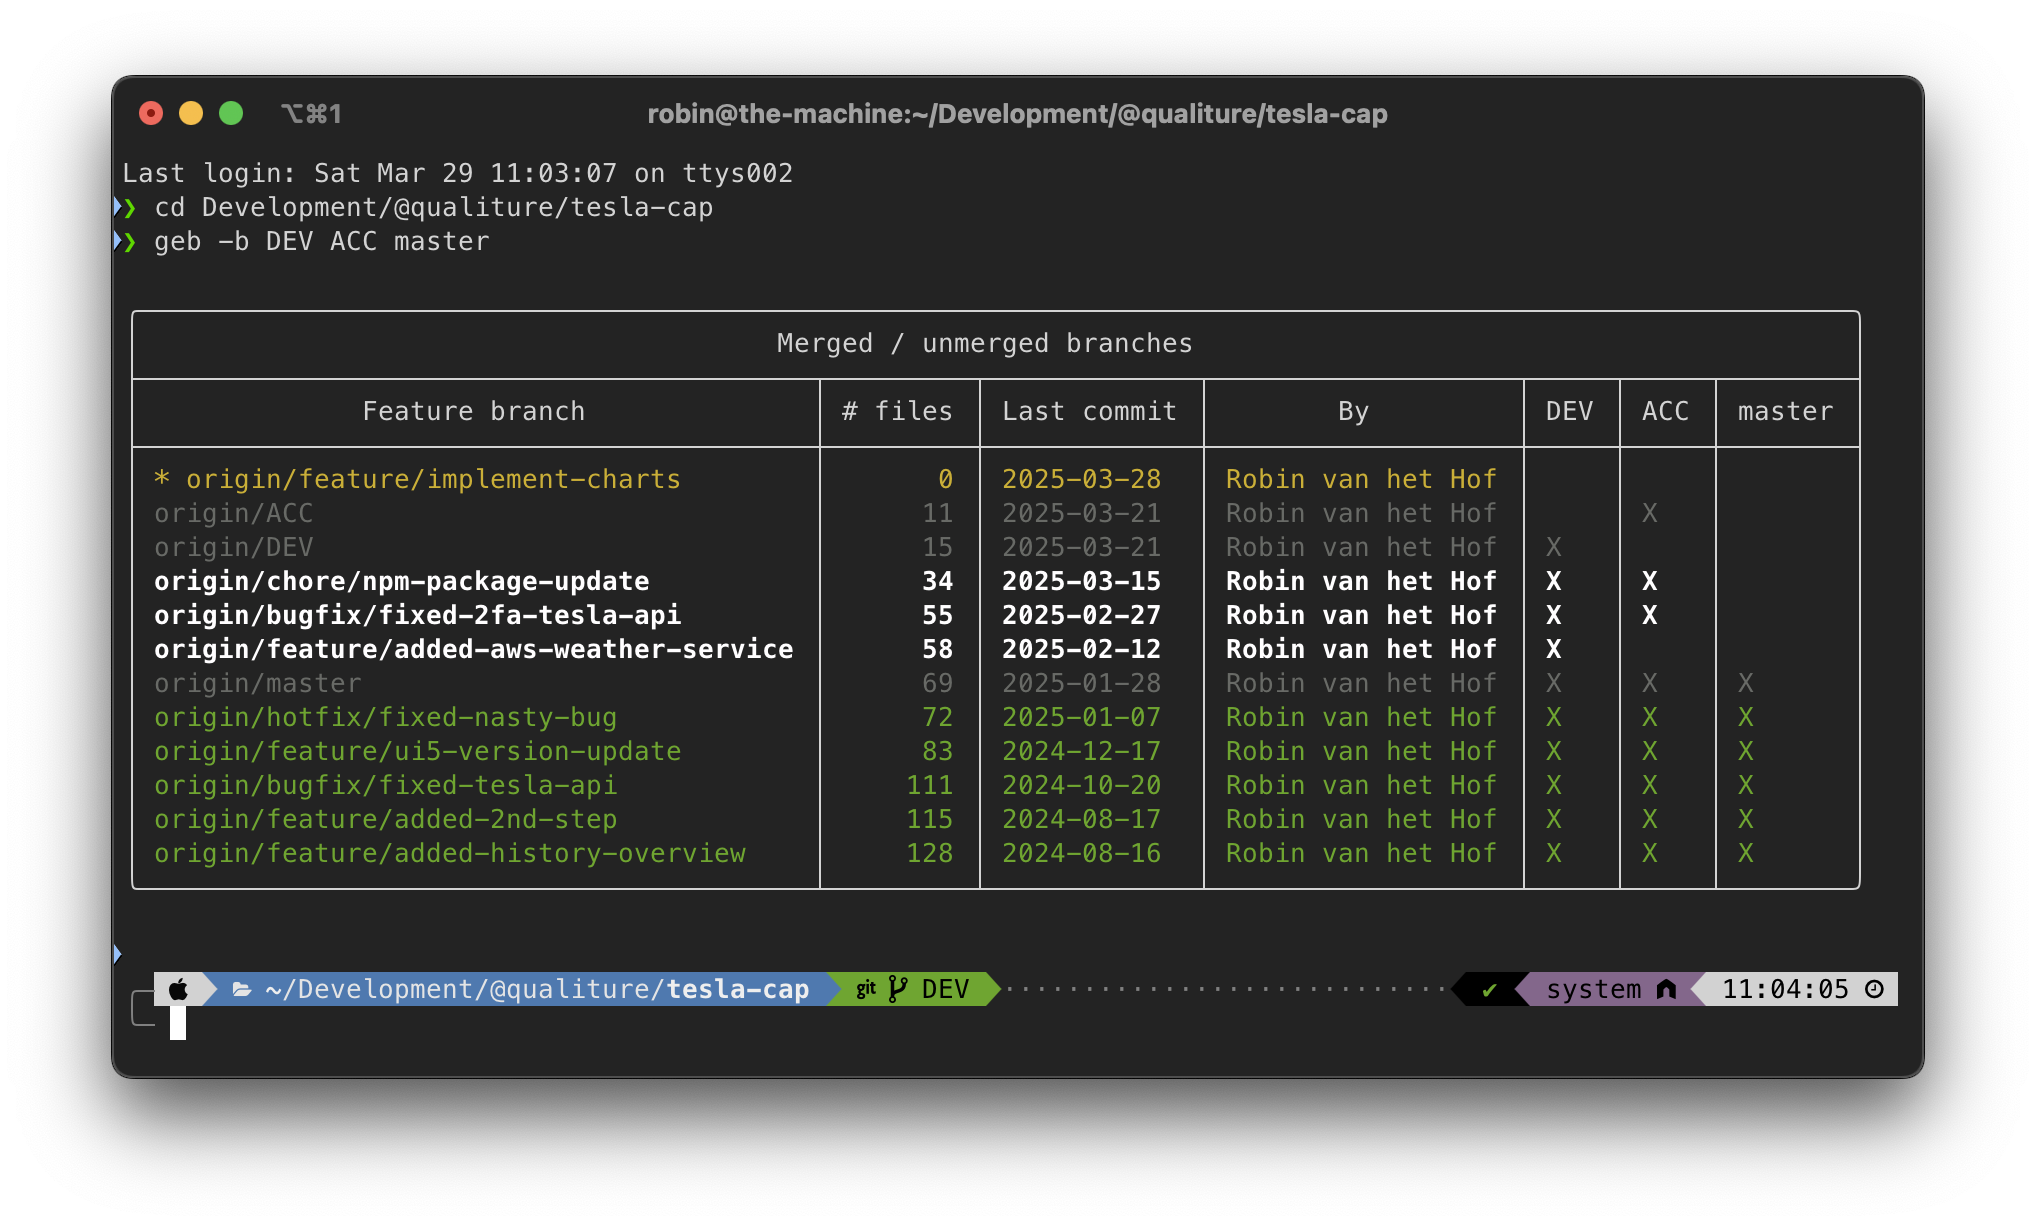 ⌥⌘1
robin@the-machine:~/Development/@qualiture/tesla-cap
Last login: Sat Mar 29 11:03:07 on ttys002
❯ cd Development/@qualiture/tesla-cap
❯ geb -b DEV ACC master
Merged / unmerged branches
Feature branch # files Last commit By DEV ACC master
* origin/feature/implement-charts 0 2025-03-28 Robin van het Hof
origin/ACC 11 2025-03-21 Robin van het Hof X
origin/DEV 15 2025-03-21 Robin van het Hof X
origin/chore/npm-package-update 34 2025-03-15 Robin van het Hof X X
origin/bugfix/fixed-2fa-tesla-api 55 2025-02-27 Robin van het Hof X X
origin/feature/added-aws-weather-service 58 2025-02-12 Robin van het Hof X
origin/master 69 2025-01-28 Robin van het Hof X X X
origin/hotfix/fixed-nasty-bug 72 2025-01-07 Robin van het Hof X X X
origin/feature/ui5-version-update 83 2024-12-17 Robin van het Hof X X X
origin/bugfix/fixed-tesla-api 111 2024-10-20 Robin van het Hof X X X
origin/feature/added-2nd-step 115 2024-08-17 Robin van het Hof X X X
origin/feature/added-history-overview 128 2024-08-16 Robin van het Hof X X X
~/Development/@qualiture/tesla-cap git DEV ✔ system 11:04:05